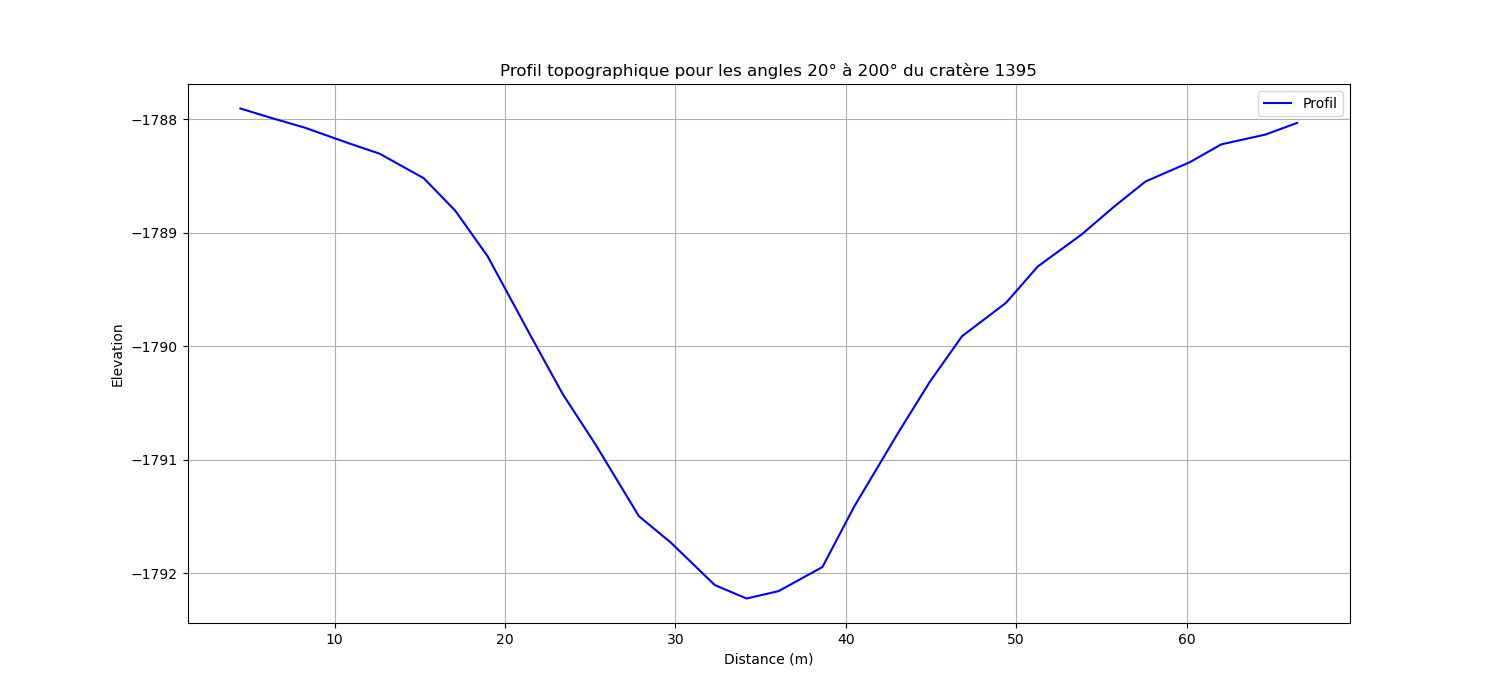 Profil topographique pour les angles 20° à 200° du cratère 1395
Profil
−1788
−1789
−1790
−1791
−1792
Elevation
10 20 30 40 50 60
Distance (m)